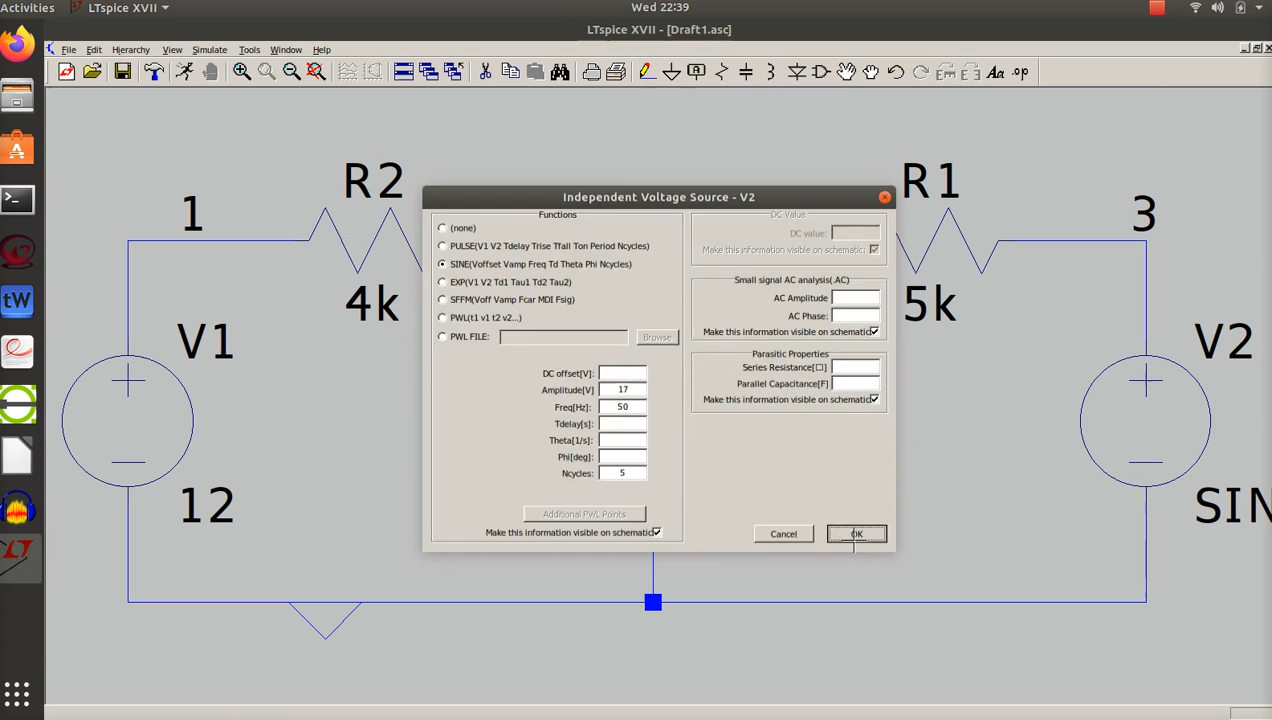 Activities LTspice XVII Wed 22:39
LTspice XVII - [Draft1.asc]
File Edit Hierarchy View Simulate Tools Window Help
Aa .op
R2 R1
1 3
4k 5k
V1 V2
12 SIN
Independent Voltage Source - V2
Functions
(none)
PULSE(V1 V2 Tdelay Trise Tfall Ton Period Ncycles)
SINE(Voffset Vamp Freq Td Theta Phi Ncycles)
EXP(V1 V2 Td1 Tau1 Td2 Tau2)
SFFM(Voff Vamp Fcar MDI Fsig)
PWL(t1 v1 t2 v2...)
PWL FILE: Browse
DC offset[V]:
Amplitude[V] 17
Freq[Hz]: 50
Tdelay[s]:
Theta[1/s]:
Phi[deg]:
Ncycles: 5
Additional PWL Points
Make this information visible on schematic
DC Value
DC value:
Make this information visible on schematic:
Small signal AC analysis(.AC)
AC Amplitude
AC Phase:
Make this information visible on schematic
Parasitic Properties
Series Resistance[□]
Parallel Capacitance[F]
Make this information visible on schematic
Cancel OK
tW